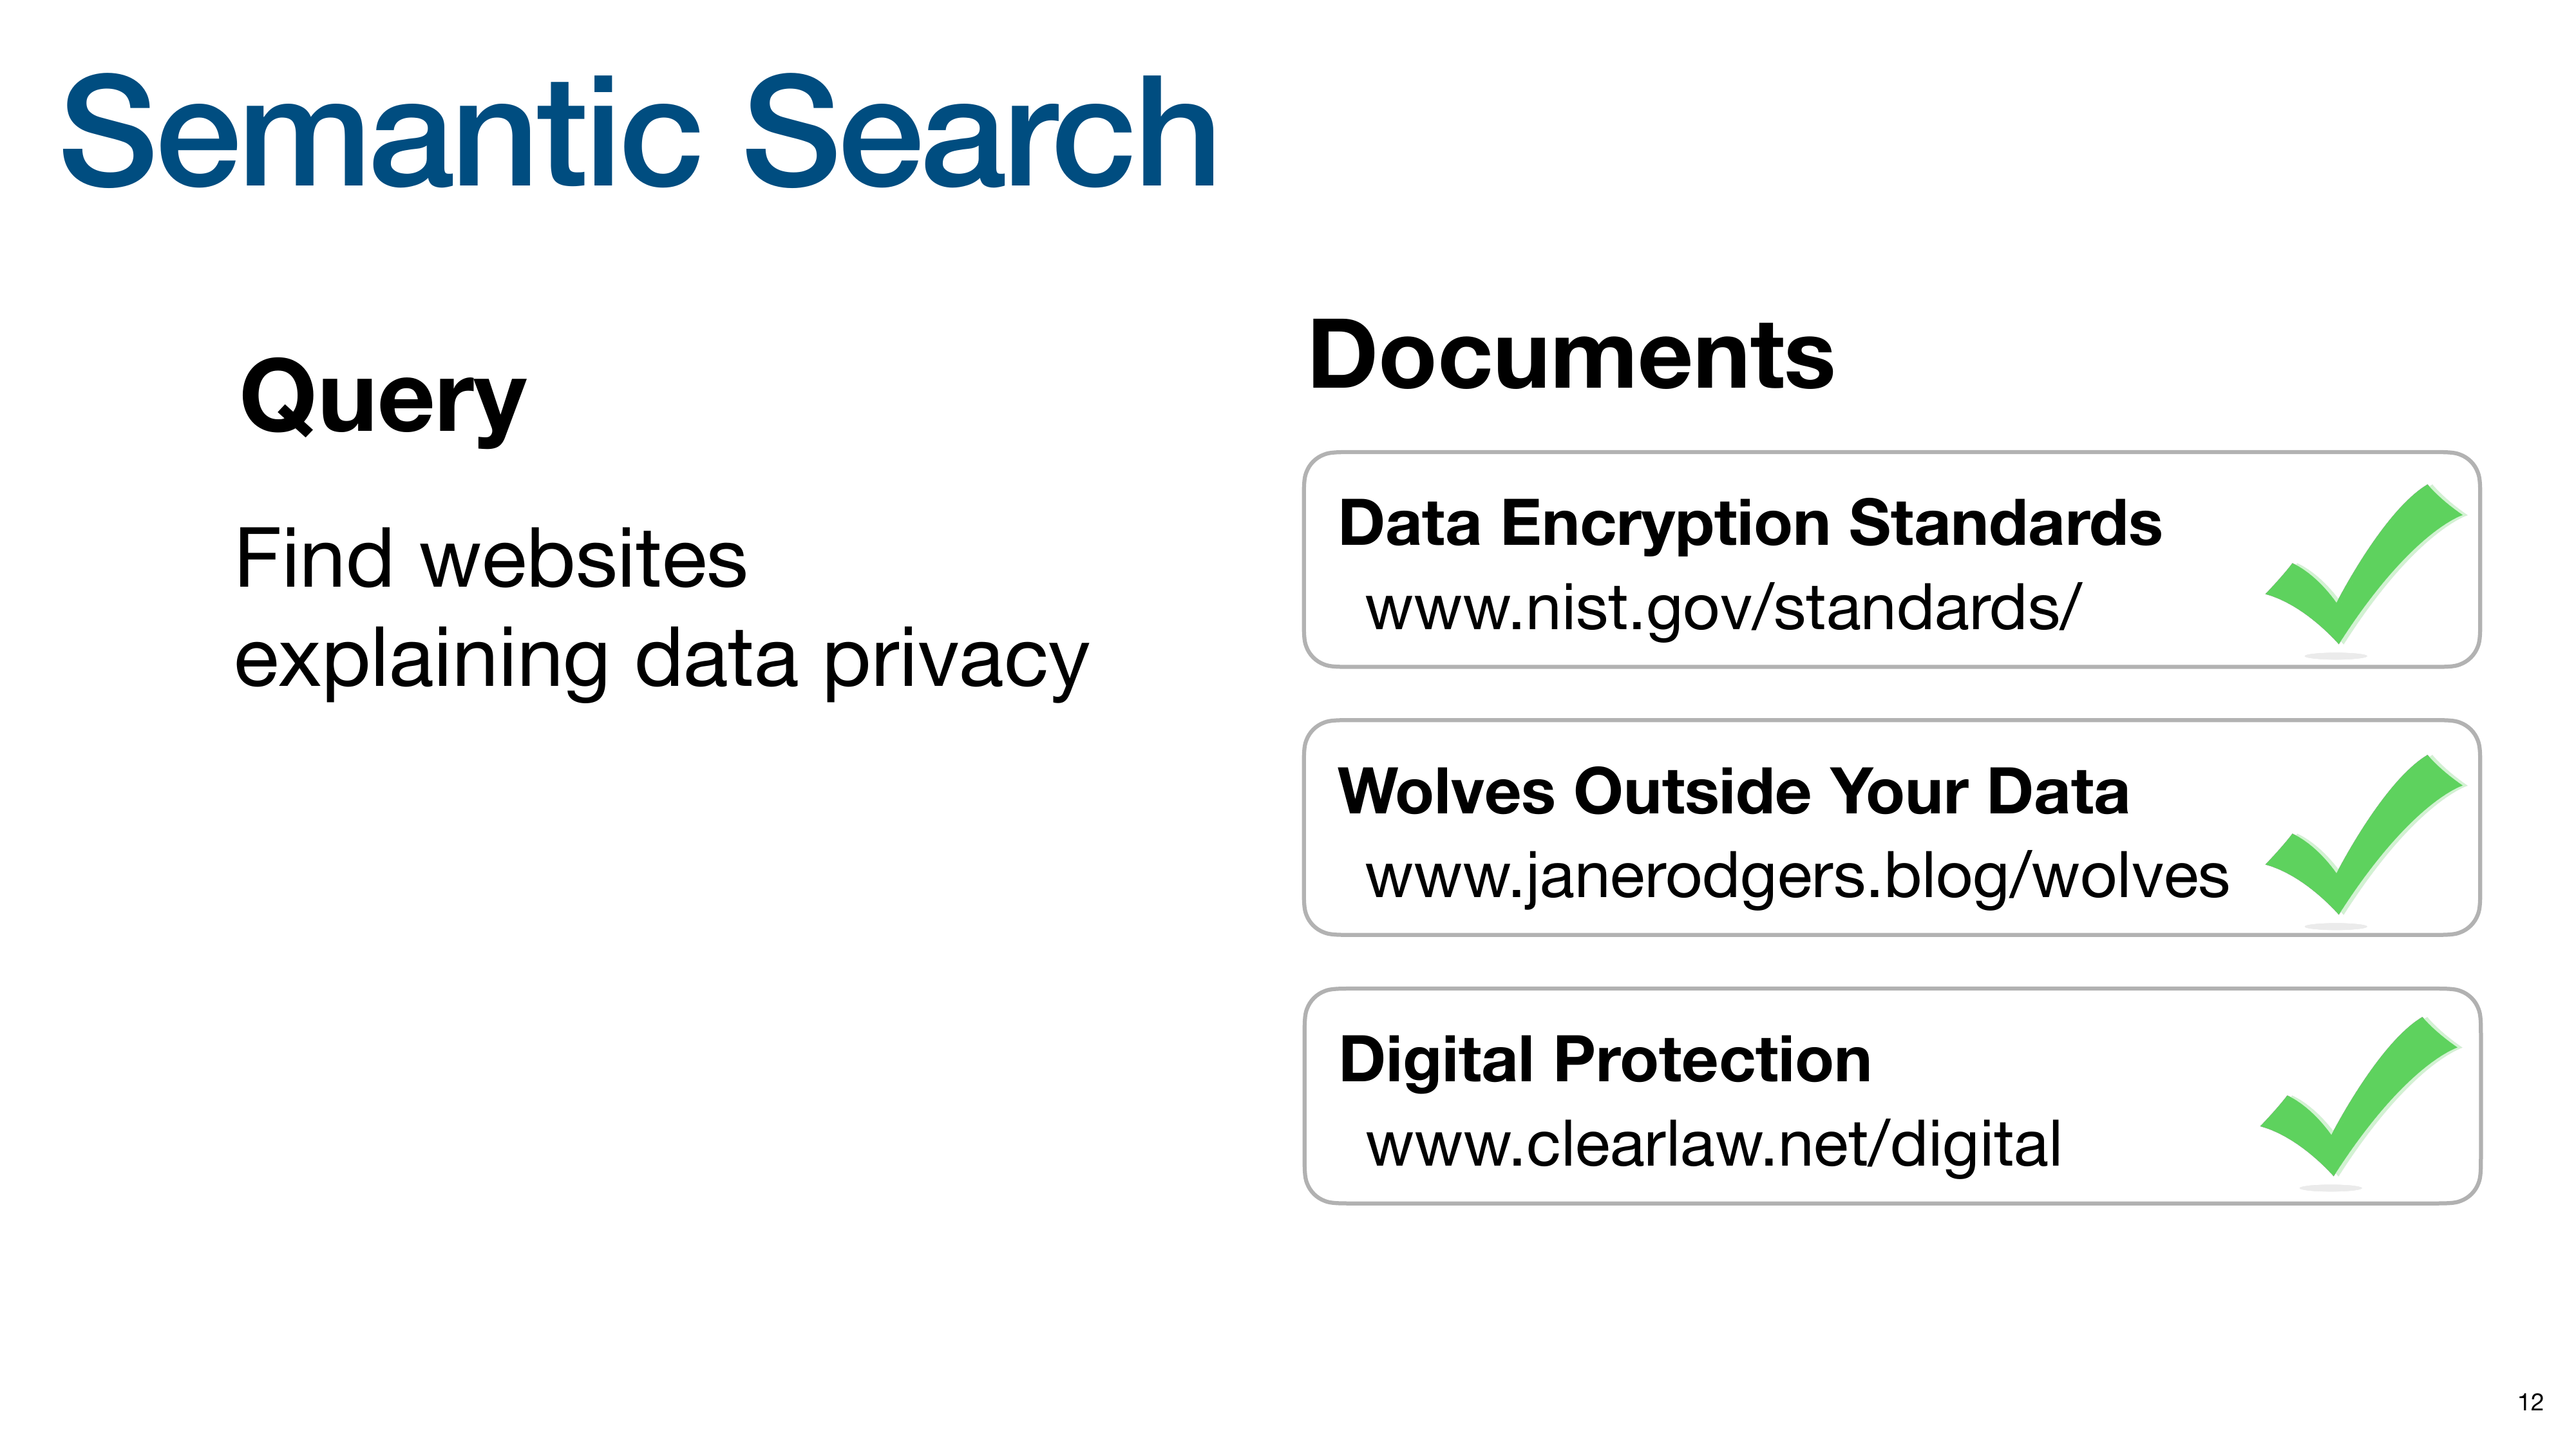 Semantic Search
Query
Find websites
explaining data privacy
Documents
Data Encryption Standards
www.nist.gov/standards/
Wolves Outside Your Data
www.janerodgers.blog/wolves
Digital Protection
www.clearlaw.net/digital
12